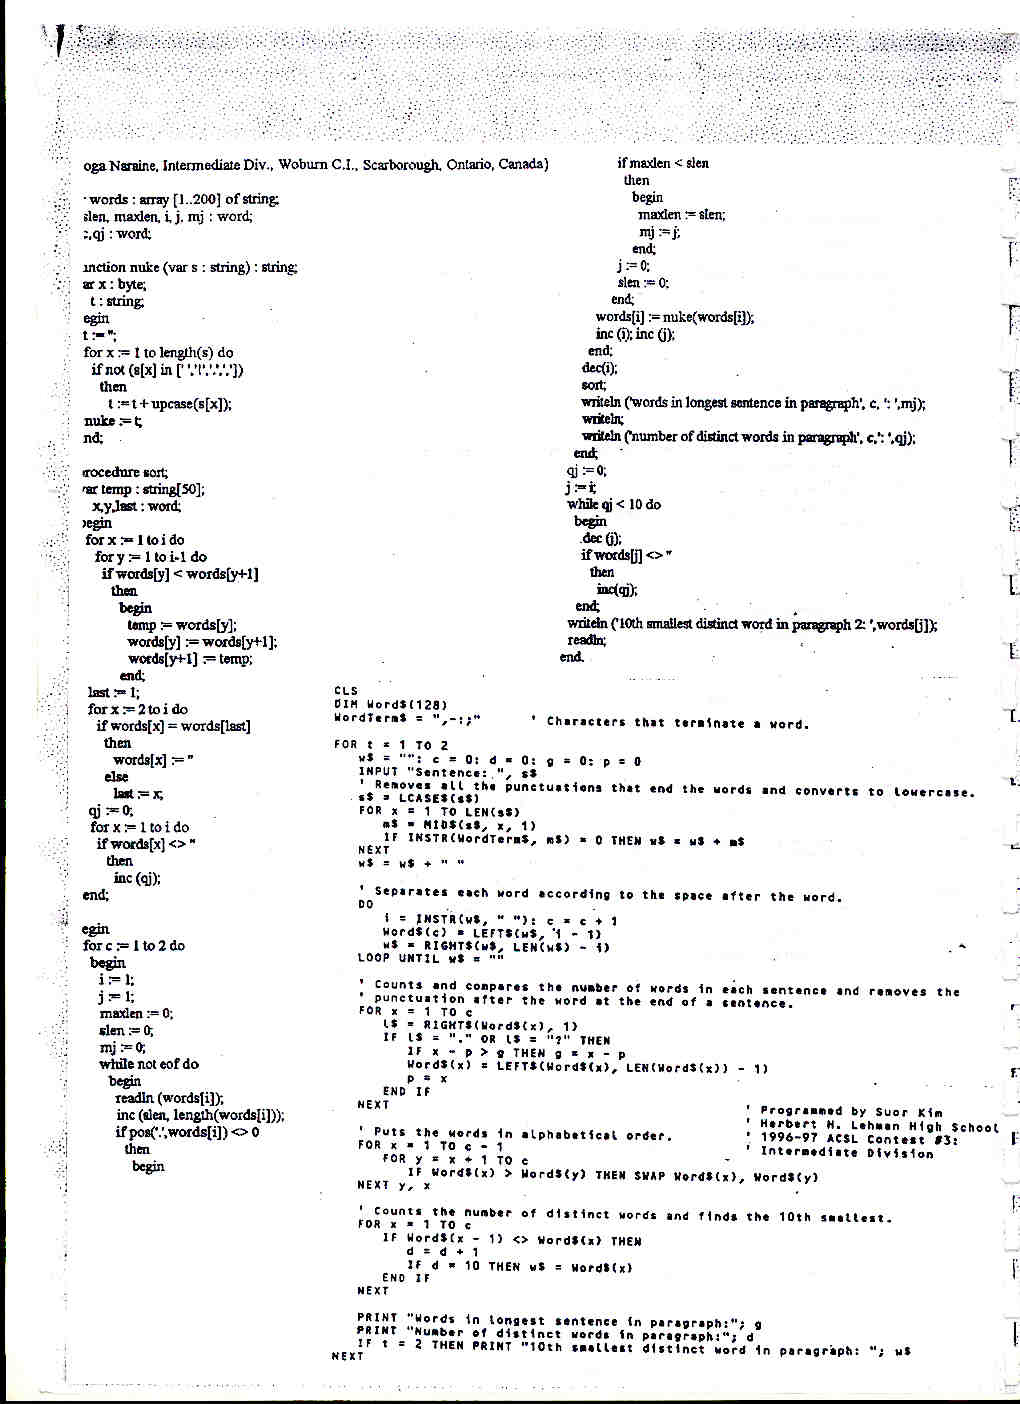 oga Naraine, Intermediate Div., Woburn C.I., Scarborough, Ontario, Canada)
words : array [1..200] of string;
slen, maxlen, i, j, mj : word;
c,qj : word;
unction nuke (var s : string) : string;
ar x : byte;
t : string;
egin
t := '';
for x := 1 to length(s) do
if not (s[x] in [' ','!','.',','])
then
t := t + upcase(s[x]);
nuke := t;
nd;
rocedure sort;
var temp : string[50];
x,y,last : word;
begin
for x := 1 to i do
for y := 1 to i-1 do
if words[y] < words[y+1]
then
begin
temp := words[y];
words[y] := words[y+1];
words[y+1] := temp;
end;
last := 1;
for x := 2 to i do
if words[x] = words[last]
then
words[x] := ''
else
last := x;
qj := 0;
for x := 1 to i do
if words[x] <> ''
then
inc (qj);
end;
egin
for c := 1 to 2 do
begin
i := 1;
j := 1;
maxlen := 0;
slen := 0;
mj := 0;
while not eof do
begin
readln (words[i]);
inc (slen, length(words[i]));
if pos('.',words[i]) <> 0
then
begin
if maxlen < slen
then
begin
maxlen := slen;
mj := j;
end;
j := 0;
slen := 0;
end;
words[i] := nuke(words[i]);
inc (i); inc (j);
end;
dec(i);
sort;
writeln ('words in longest sentence in paragraph', c, ': ',mj);
writeln;
writeln ('number of distinct words in paragraph', c,': ',qj);
end;
qj := 0;
j := i;
while qj < 10 do
begin
dec (j);
if words[j] <> ''
then
inc(qj);
end;
writeln ('10th smallest distinct word in paragraph 2: ',words[j]);
readln;
end.
CLS
DIM Word$(128)
WordTerm$ = ",-:;" ' Characters that terminate a word.
FOR t = 1 TO 2
w$ = "": c = 0: d = 0: g = 0: p = 0
INPUT "Sentence: ", s$
' Removes all the punctuations that end the words and converts to lowercase.
s$ = LCASE$(s$)
FOR x = 1 TO LEN(s$)
m$ = MID$(s$, x, 1)
IF INSTR(WordTerm$, m$) = 0 THEN w$ = w$ + m$
NEXT
w$ = w$ + " "
' Separates each word according to the space after the word.
DO
i = INSTR(w$, " "): c = c + 1
Word$(c) = LEFT$(w$, i - 1)
w$ = RIGHT$(w$, LEN(w$) - i)
LOOP UNTIL w$ = ""
' Counts and compares the number of words in each sentence and removes the
' punctuation after the word at the end of a sentence.
FOR x = 1 TO c
l$ = RIGHT$(Word$(x), 1)
IF l$ = "." OR l$ = "?" THEN
IF x - p > g THEN g = x - p
Word$(x) = LEFT$(Word$(x), LEN(Word$(x)) - 1)
p = x
END IF
NEXT
' Programmed by Suor Kim
' Herbert H. Lehman High School
' 1996-97 ACSL Contest #3:
' Intermediate Division
' Puts the words in alphabetical order.
FOR x = 1 TO c - 1
FOR y = x + 1 TO c
IF Word$(x) > Word$(y) THEN SWAP Word$(x), Word$(y)
NEXT y, x
' Counts the number of distinct words and finds the 10th smallest.
FOR x = 1 TO c
IF Word$(x - 1) <> Word$(x) THEN
d = d + 1
IF d = 10 THEN w$ = Word$(x)
END IF
NEXT
PRINT "Words in longest sentence in paragraph:"; g
PRINT "Number of distinct words in paragraph:"; d
IF t = 2 THEN PRINT "10th smallest distinct word in paragraph: "; w$
NEXT